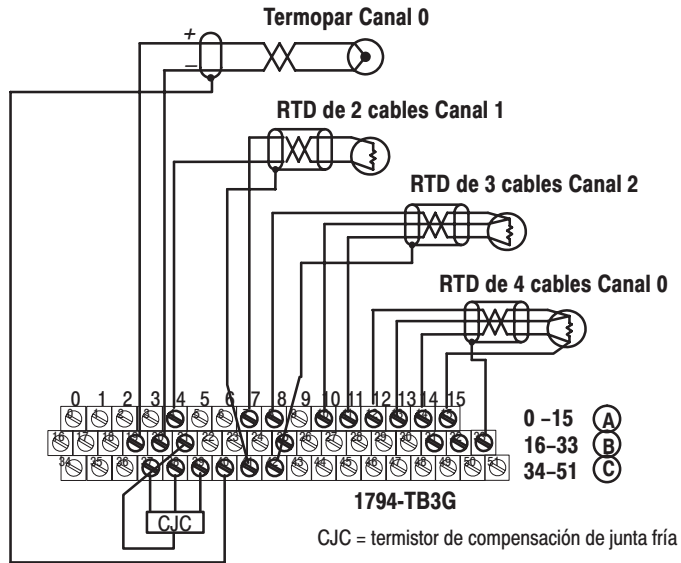 Termopar Canal 0
+
–
RTD de 2 cables Canal 1
RTD de 3 cables Canal 2
RTD de 4 cables Canal 0
0 1 2 3 4 5 6 7 8 9 10 11 12 13 14 15
0 –15 A
16–33 B
34–51 C
1794-TB3G
CJC
CJC = termistor de compensación de junta fría